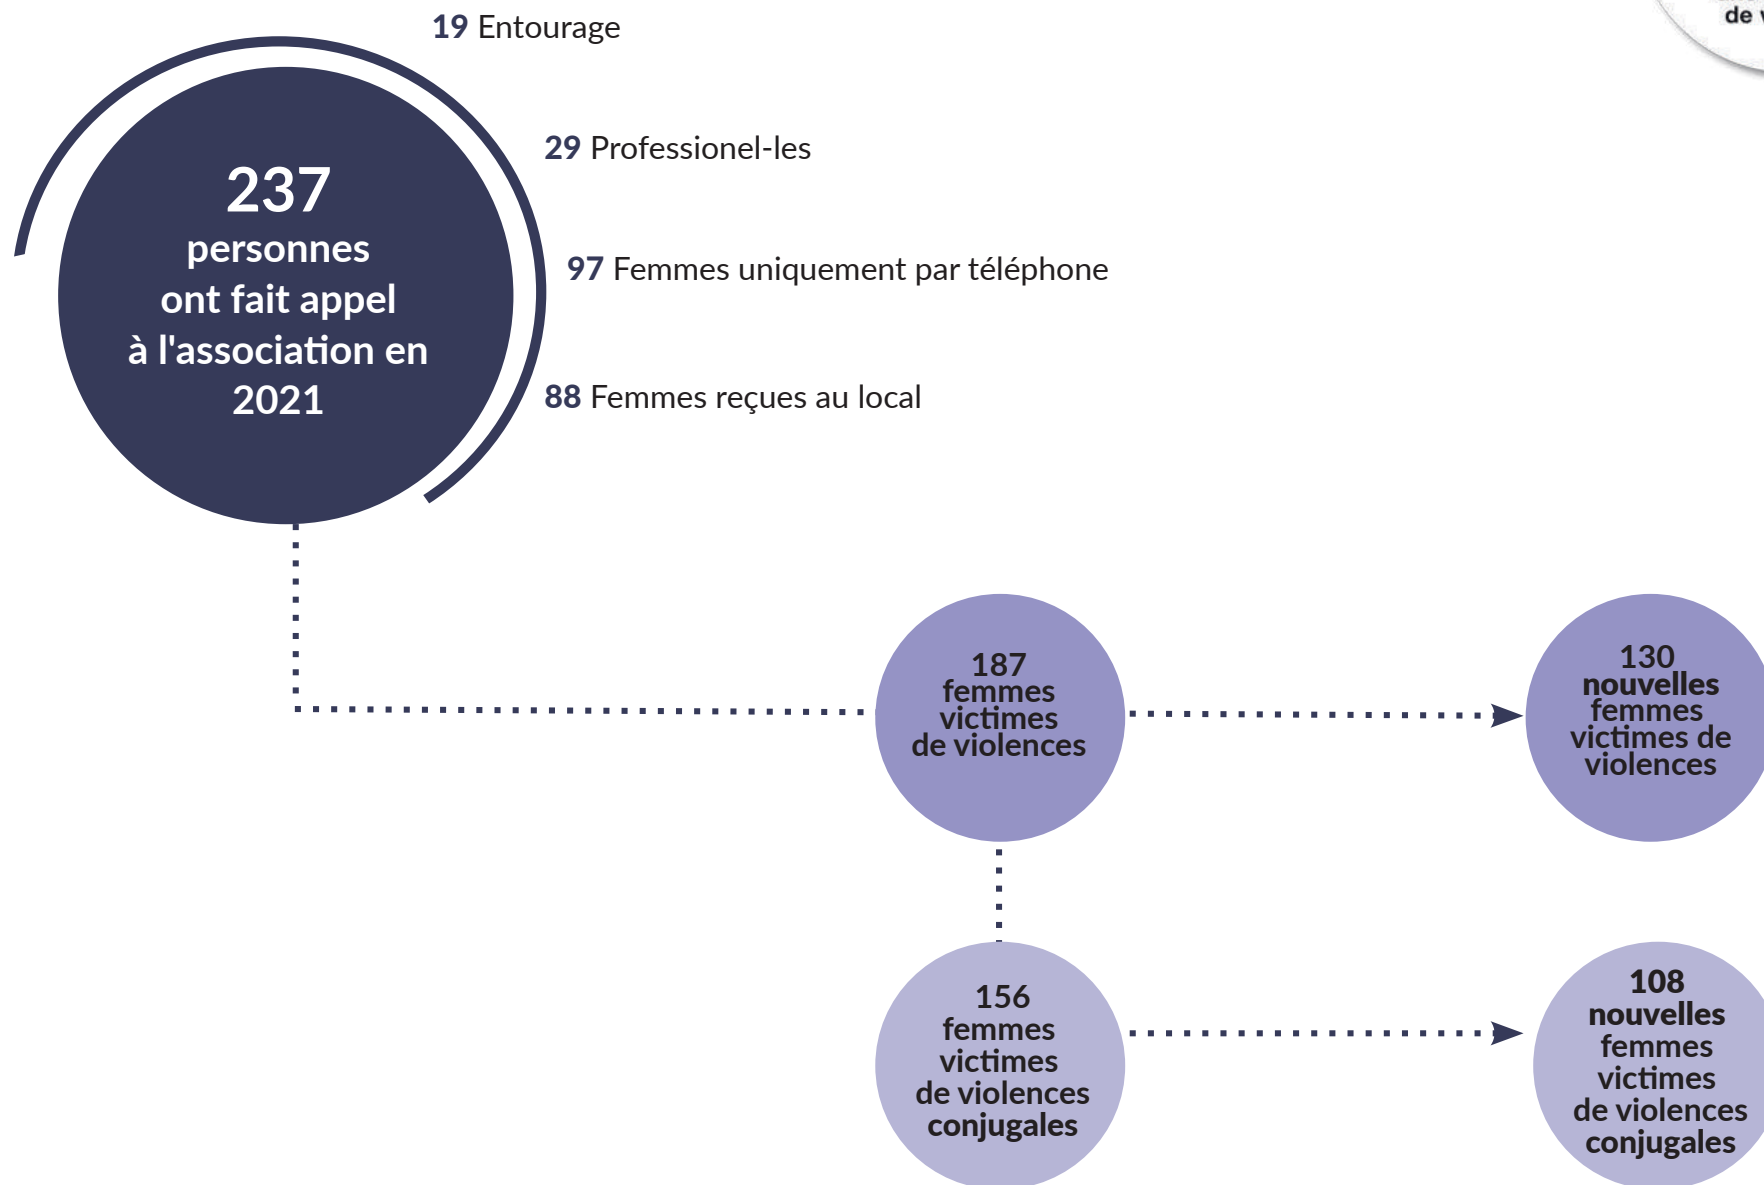 19 Entourage
de
29 Professionel-les
237
personnes
ont fait appel
à l'association en
2021
97 Femmes uniquement par téléphone
88 Femmes reçues au local
187
femmes
victimes
de violences
130
nouvelles
femmes
victimes de
violences
156
femmes
victimes
de violences
conjugales
108
nouvelles
femmes
victimes
de violences
conjugales